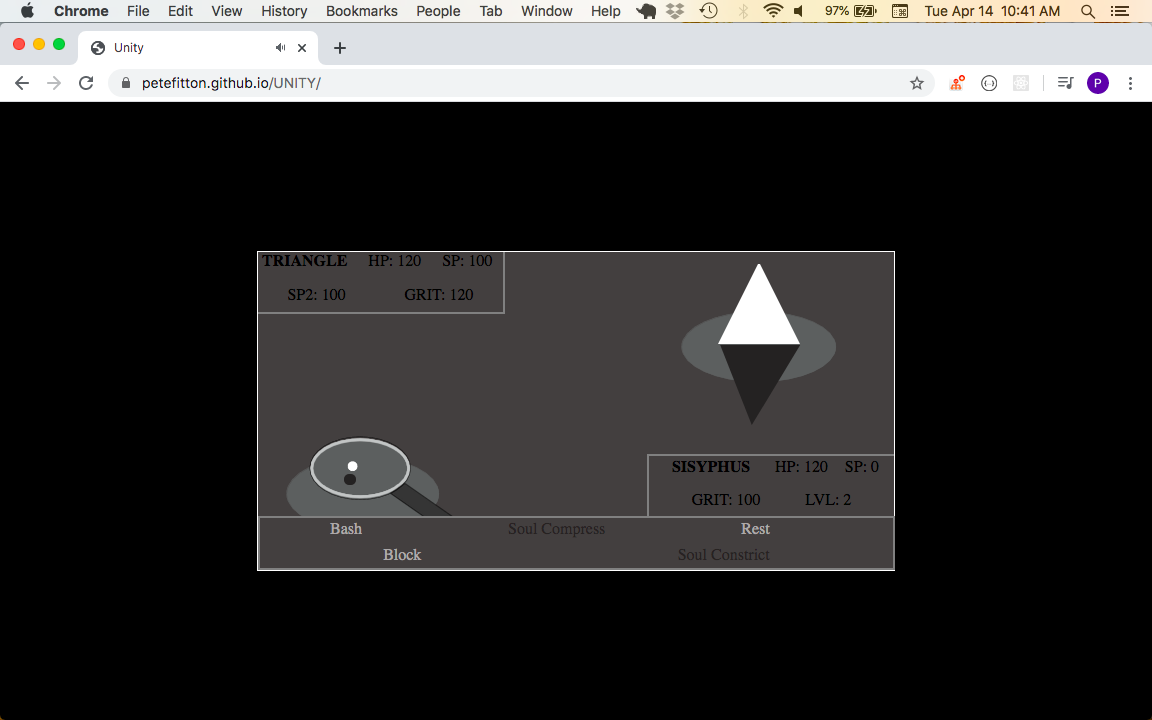 Chrome File Edit View History Bookmarks People Tab Window Help 97% Tue Apr 14 10:41 AM
Unity
petefitton.github.io/UNITY/ P
TRIANGLE HP: 120 SP: 100
SP2: 100 GRIT: 120
SISYPHUS HP: 120 SP: 0
GRIT: 100 LVL: 2
Bash Soul Compress Rest
Block Soul Constrict